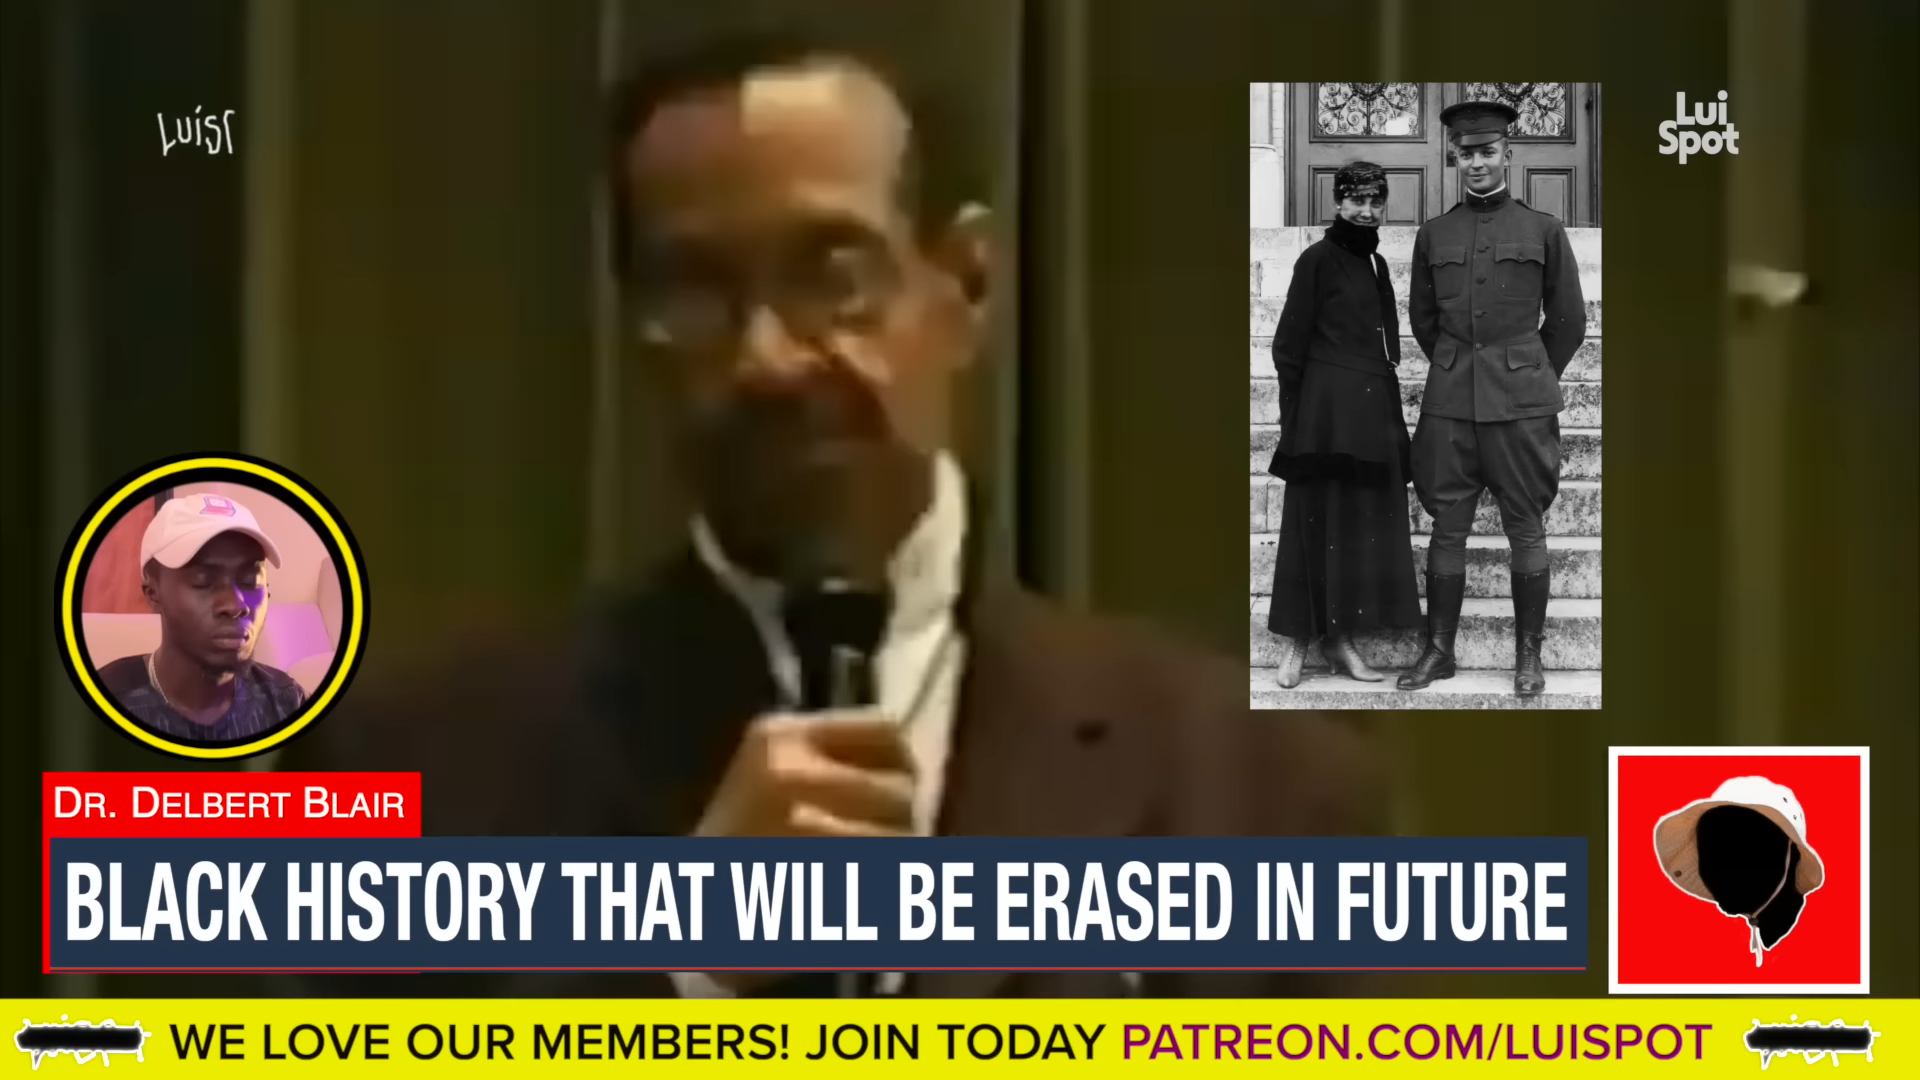 Luisr
Lui
Spot
DR. DELBERT BLAIR
BLACK HISTORY THAT WILL BE ERASED IN FUTURE
WE LOVE OUR MEMBERS! JOIN TODAY PATREON.COM/LUISPOT